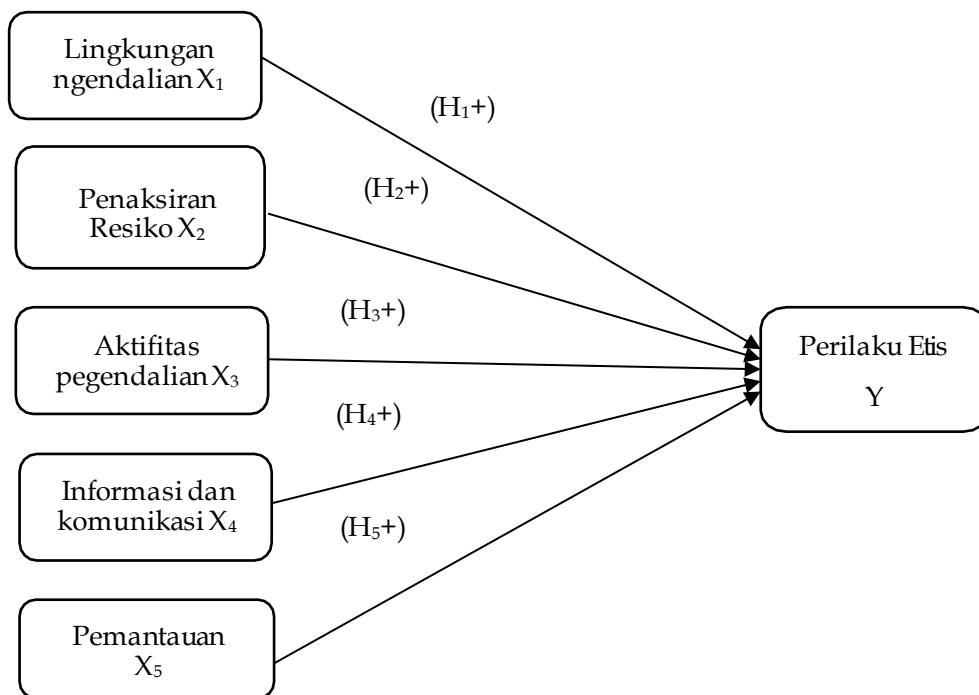 Lingkungan
ngendalian X₁
(H₁+)
Penaksiran
Resiko X₂
(H₂+)
Aktifitas
pegendalian X₃
(H₃+)
Perilaku Etis
Y
Informasi dan
komunikasi X₄
(H₄+)
Pemantauan
X₅
(H₅+)